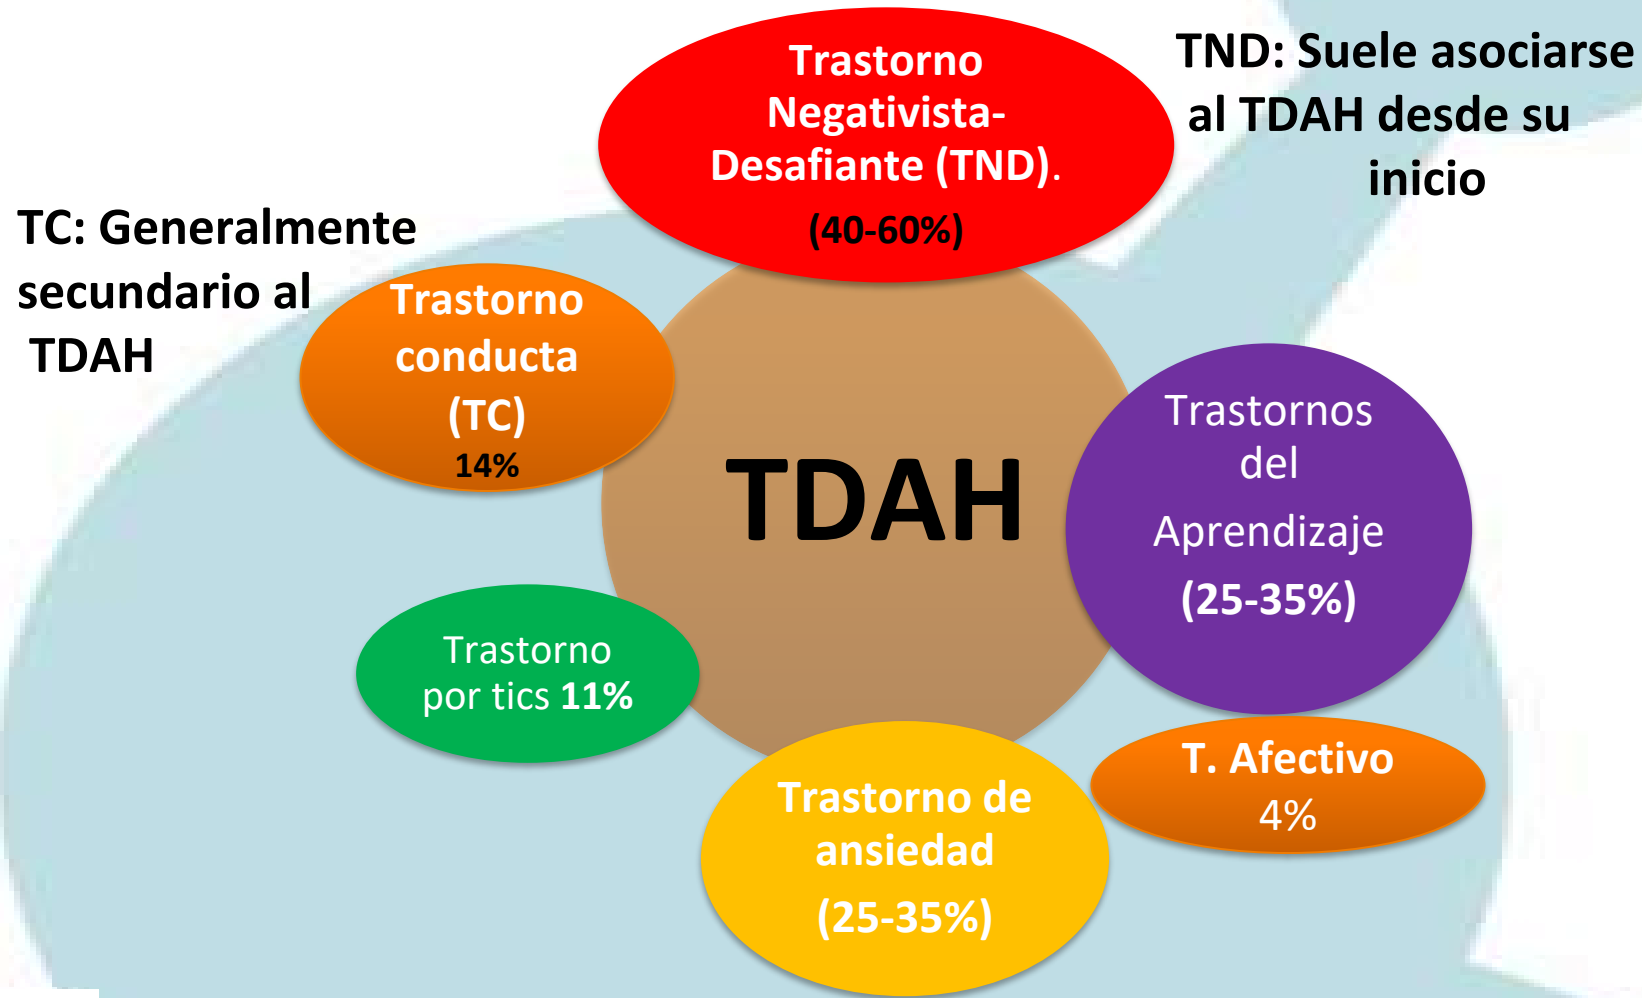 Trastorno
Negativista-
Desafiante (TND).
(40-60%)
TND: Suele asociarse
al TDAH desde su
inicio
TC: Generalmente
secundario al
TDAH
Trastorno
conducta
(TC)
14%
TDAH
Trastornos
del
Aprendizaje
(25-35%)
Trastorno
por tics 11%
T. Afectivo
4%
Trastorno de
ansiedad
(25-35%)